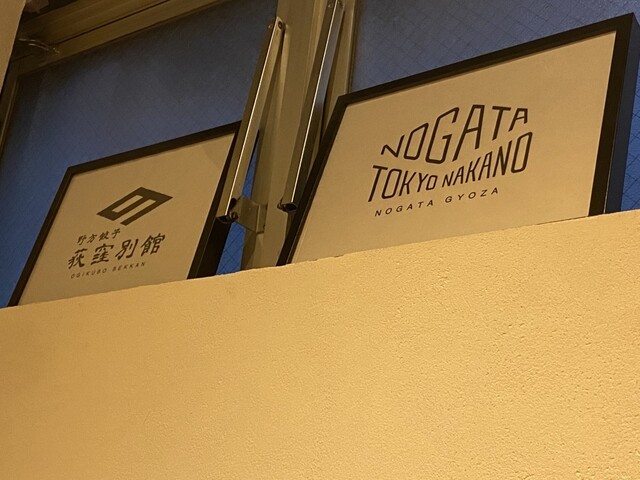 野方餃子
荻窪別館
OGIKUBO BEKKAN
NOGATA
TOKYO NAKANO
NOGATA GYOZA